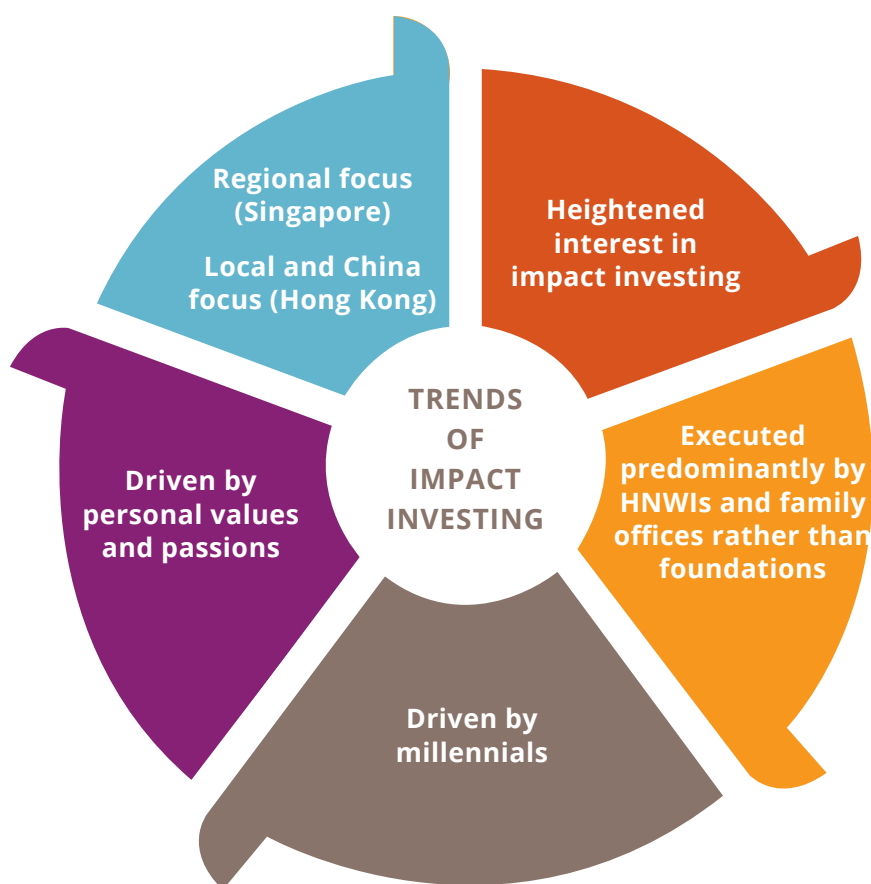 TRENDS
OF
IMPACT
INVESTING
Heightened
interest in
impact investing
Executed
predominantly by
HNWIs and family
offices rather than
foundations
Driven by
millennials
Driven by
personal values
and passions
Regional focus
(Singapore)
Local and China
focus (Hong Kong)